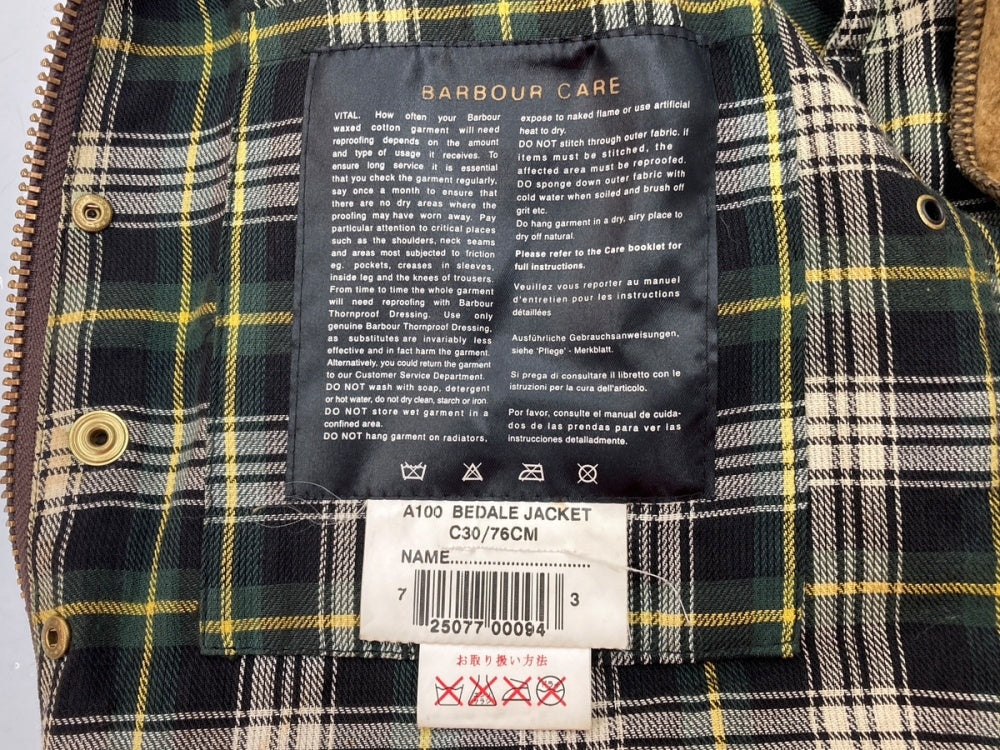 BARBOUR CARE
VITAL. How often your Barbour
waxed cotton garment will need
reproofing depends on the amount
and type of usage it receives. To
ensure long service it is essential
that you check the garment regularly,
say once a month to ensure that
there are no dry areas where the
proofing may have worn away. Pay
particular attention to critical places
such as the shoulders, neck seams
and areas most subjected to friction
eg. pockets, creases in sleeves,
inside leg and the knees of trousers.
From time to time the whole garment
will need reproofing with Barbour
Thornproof Dressing. Use only
genuine Barbour Thornproof Dressing,
as substitutes are invariably less
effective and in fact harm the garment.
Alternatively, you could return the garment
to our Customer Service Department.
DO NOT wash with soap, detergent
or hot water, do not dry clean, starch or iron.
DO NOT store wet garment in a
confined area.
DO NOT hang garment on radiators,
expose to naked flame or use artificial
heat to dry.
DO NOT stitch through outer fabric. if
items must be stitched, the
affected area must be reproofed.
DO sponge down outer fabric with
cold water when soiled and brush off
grit etc.
Do hang garment in a dry, airy place to
dry off natural.
Please refer to the Care booklet for
full instructions.
Veuillez vous reporter au manuel
d'entretien pour les instructions
détaillées
Ausführliche Gebrauchsanweisungen,
siehe 'Pflege' - Merkblatt.
Si prega di consultare il libretto con le
istruzioni per la cura dell'articolo.
Por favor, consulte el manual de cuida-
dos de las prendas para ver las
instrucciones detalladmente.
A100 BEDALE JACKET
C30/76CM
NAME..............................
7 25077 00094 3
お取り扱い方法